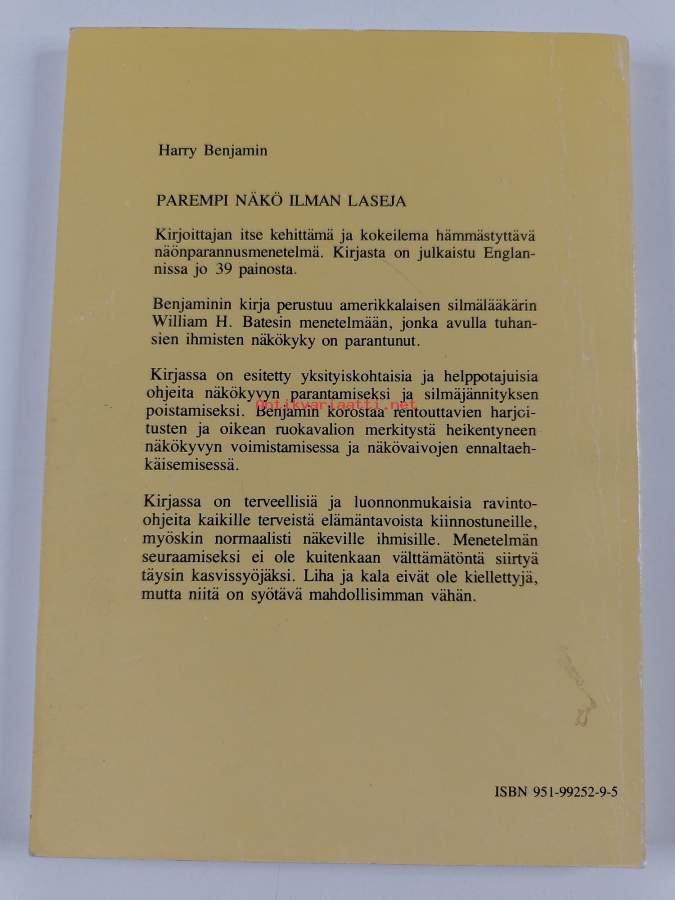 Harry Benjamin
PAREMPI NÄKÖ ILMAN LASEJA
Kirjoittajan itse kehittämä ja kokeilema hämmästyttävä
näönparannusmenetelmä. Kirjasta on julkaistu Englan-
nissa jo 39 painosta.
Benjaminin kirja perustuu amerikkalaisen silmälääkärin
William H. Batesin menetelmään, jonka avulla tuhan-
sien ihmisten näkökyky on parantunut.
Kirjassa on esitetty yksityiskohtaisia ja helppotajuisia
ohjeita näkökyvyn parantamiseksi ja silmäjännityksen
poistamiseksi. Benjamin korostaa rentouttavien harjoi-
tusten ja oikean ruokavalion merkitystä heikentyneen
näkökyvyn voimistamisessa ja näkövaivojen ennaltaeh-
käisemisessä.
Kirjassa on terveellisiä ja luonnonmukaisia ravinto-
ohjeita kaikille terveistä elämäntavoista kiinnostuneille,
myöskin normaalisti näkeville ihmisille. Menetelmän
seuraamiseksi ei ole kuitenkaan välttämätöntä siirtyä
täysin kasvissyöjäksi. Liha ja kala eivät ole kiellettyjä,
mutta niitä on syötävä mahdollisimman vähän.
ISBN 951-99252-9-5
Antikvariaatti.net
antikvariaatti.net